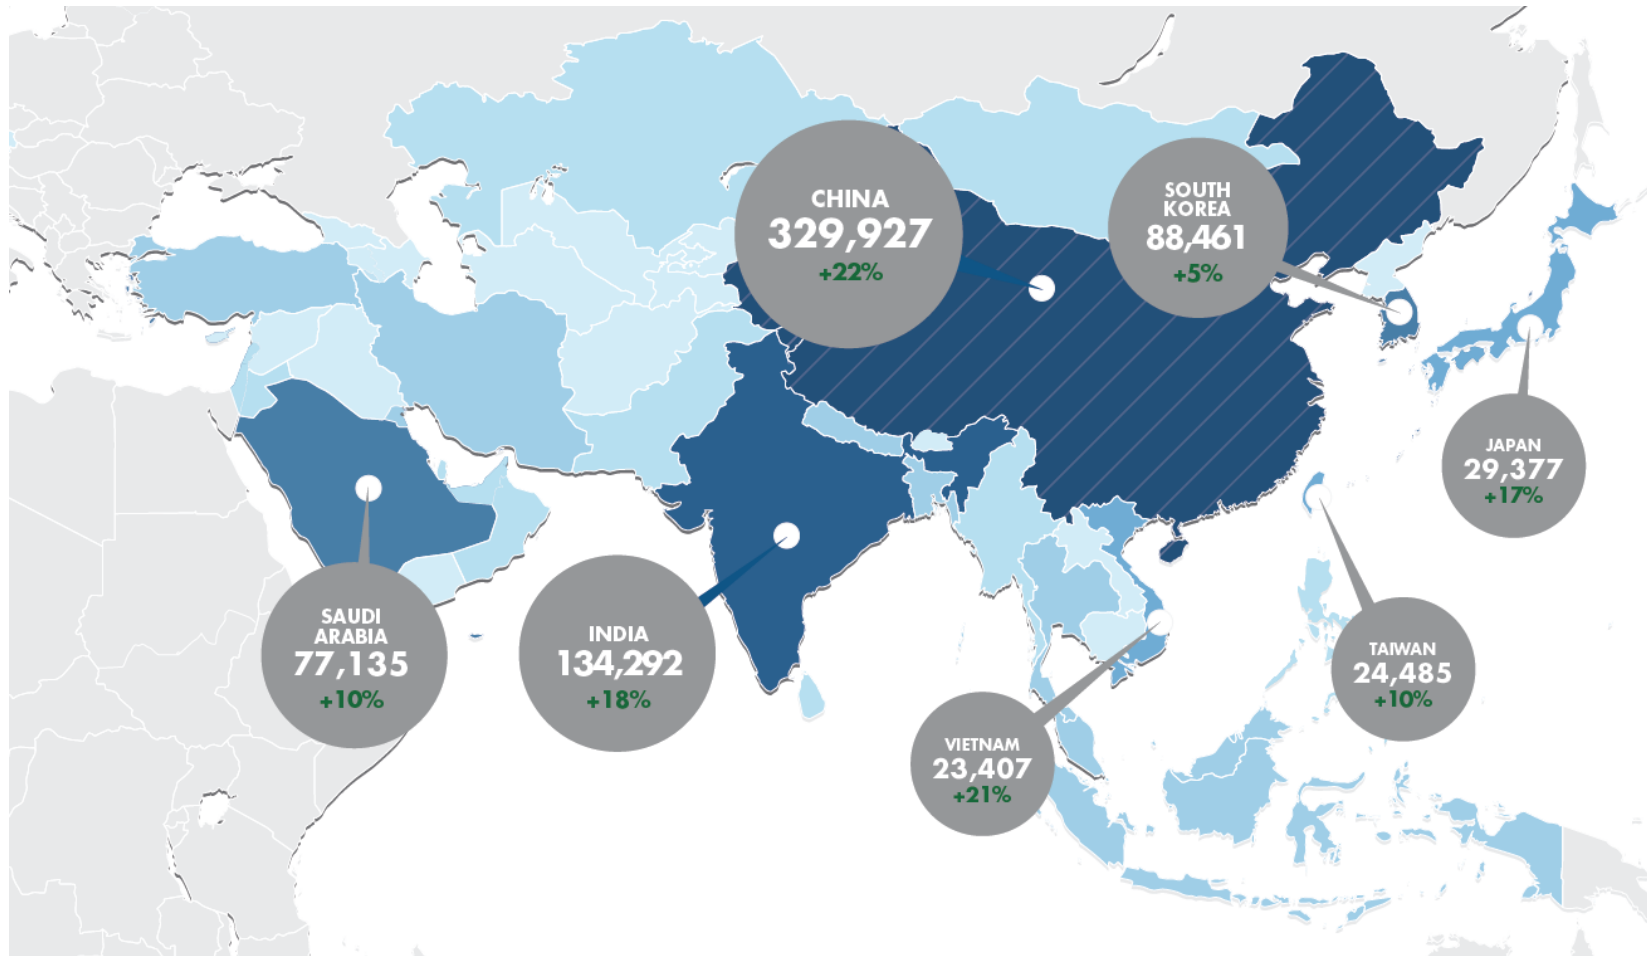 CHINA
329,927
+22%
SOUTH
KOREA
88,461
+5%
JAPAN
29,377
+17%
SAUDI
ARABIA
77,135
+10%
INDIA
134,292
+18%
TAIWAN
24,485
+10%
VIETNAM
23,407
+21%